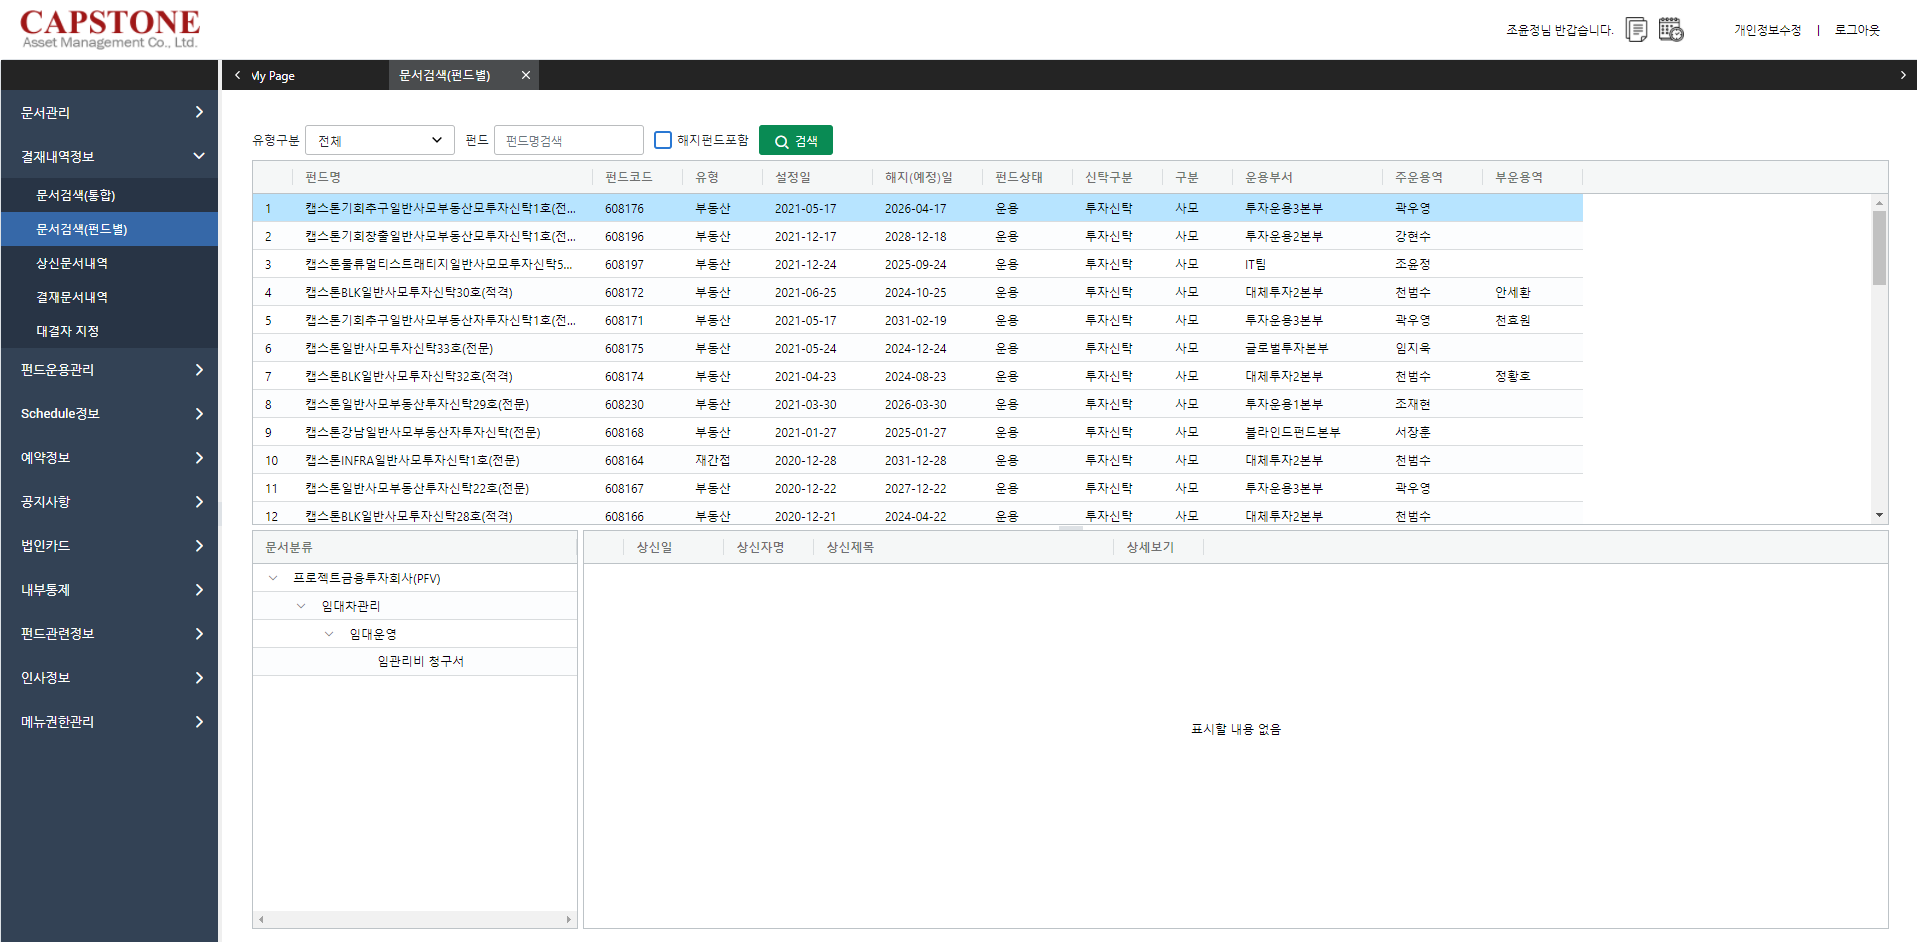 CAPSTONE
Asset Management Co., Ltd.
조윤정님 반갑습니다.
개인정보수정 | 로그아웃
My Page
문서검색(펀드별)
문서관리
결재내역정보
문서검색(통합)
문서검색(펀드별)
상신문서내역
결재문서내역
대결자 지정
펀드운용관리
Schedule정보
예약정보
공지사항
법인카드
내부통제
펀드관련정보
인사정보
메뉴권한관리
유형구분 전체 펀드 펀드명검색 해지펀드포함 검색
펀드명 펀드코드 유형 설정일 해지(예정)일 펀드상태 신탁구분 구분 운용부서 주운용역 부운용역
1 캡스톤기회추구일반사모부동산모투자신탁1호(전... 608176 부동산 2021-05-17 2026-04-17 운용 투자신탁 사모 투자운용3본부 곽우영
2 캡스톤기회창출일반사모부동산모투자신탁1호(전... 608196 부동산 2021-12-17 2028-12-18 운용 투자신탁 사모 투자운용2본부 강현수
3 캡스톤물류멀티스트래티지일반사모모투자신탁5... 608197 부동산 2021-12-24 2025-09-24 운용 투자신탁 사모 IT팀 조윤정
4 캡스톤BLK일반사모투자신탁30호(적격) 608172 부동산 2021-06-25 2024-10-25 운용 투자신탁 사모 대체투자2본부 천범수 안세환
5 캡스톤기회추구일반사모부동산자투자신탁1호(전... 608171 부동산 2021-05-17 2031-02-19 운용 투자신탁 사모 투자운용3본부 곽우영 천효원
6 캡스톤일반사모투자신탁33호(전문) 608175 부동산 2021-05-24 2024-12-24 운용 투자신탁 사모 글로벌투자본부 임지욱
7 캡스톤BLK일반사모투자신탁32호(적격) 608174 부동산 2021-04-23 2024-08-23 운용 투자신탁 사모 대체투자2본부 천범수 정황호
8 캡스톤일반사모부동산투자신탁29호(전문) 608230 부동산 2021-03-30 2026-03-30 운용 투자신탁 사모 투자운용1본부 조재현
9 캡스톤강남일반사모부동산자투자신탁(전문) 608168 부동산 2021-01-27 2025-01-27 운용 투자신탁 사모 블라인드펀드본부 서장훈
10 캡스톤INFRA일반사모투자신탁1호(전문) 608164 재간접 2020-12-28 2031-12-28 운용 투자신탁 사모 대체투자2본부 천범수
11 캡스톤일반사모부동산투자신탁22호(전문) 608167 부동산 2020-12-22 2027-12-22 운용 투자신탁 사모 투자운용3본부 곽우영
12 캡스톤BLK일반사모투자신탁28호(적격) 608166 부동산 2020-12-21 2024-04-22 운용 투자신탁 사모 대체투자2본부 천범수
문서분류
프로젝트금융투자회사(PFV)
임대차관리
임대운영
임관리비 청구서
상신일 상신자명 상신제목 상세보기
표시할 내용 없음